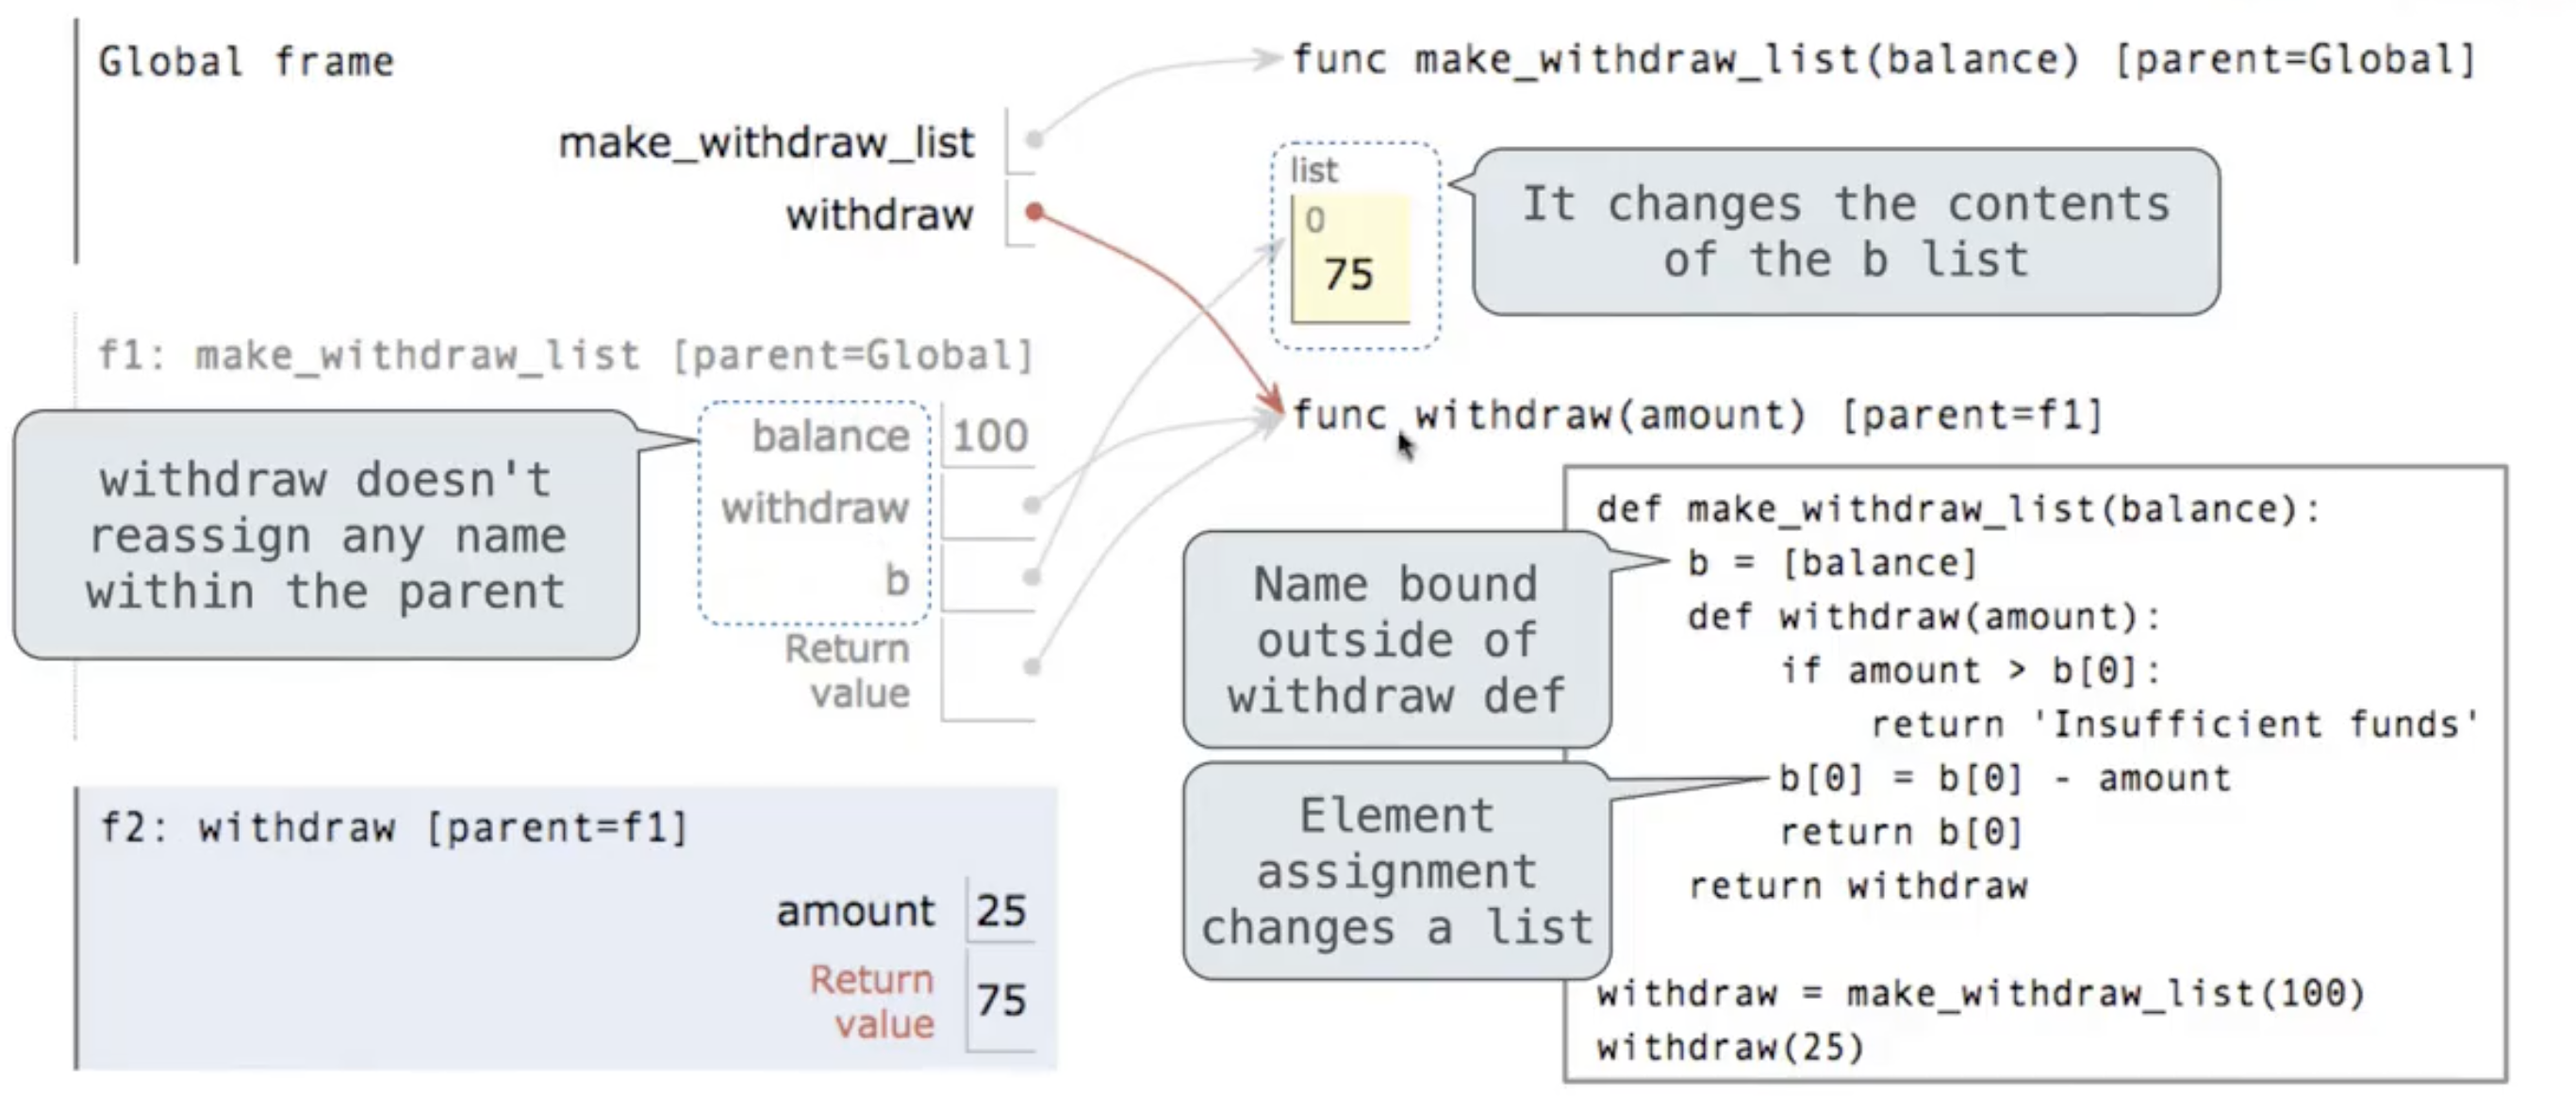 Global frame
make_withdraw_list
withdraw
func make_withdraw_list(balance) [parent=Global]
list
0
75
It changes the contents
of the b list
f1: make_withdraw_list [parent=Global]
balance 100
withdraw
b
Return
value
withdraw doesn't
reassign any name
within the parent
func withdraw(amount) [parent=f1]
f2: withdraw [parent=f1]
amount 25
Return
value
75
Name bound
outside of
withdraw def
Element
assignment
changes a list
def make_withdraw_list(balance):
    b = [balance]
    def withdraw(amount):
        if amount > b[0]:
            return 'Insufficient funds'
        b[0] = b[0] - amount
        return b[0]
    return withdraw
withdraw = make_withdraw_list(100)
withdraw(25)